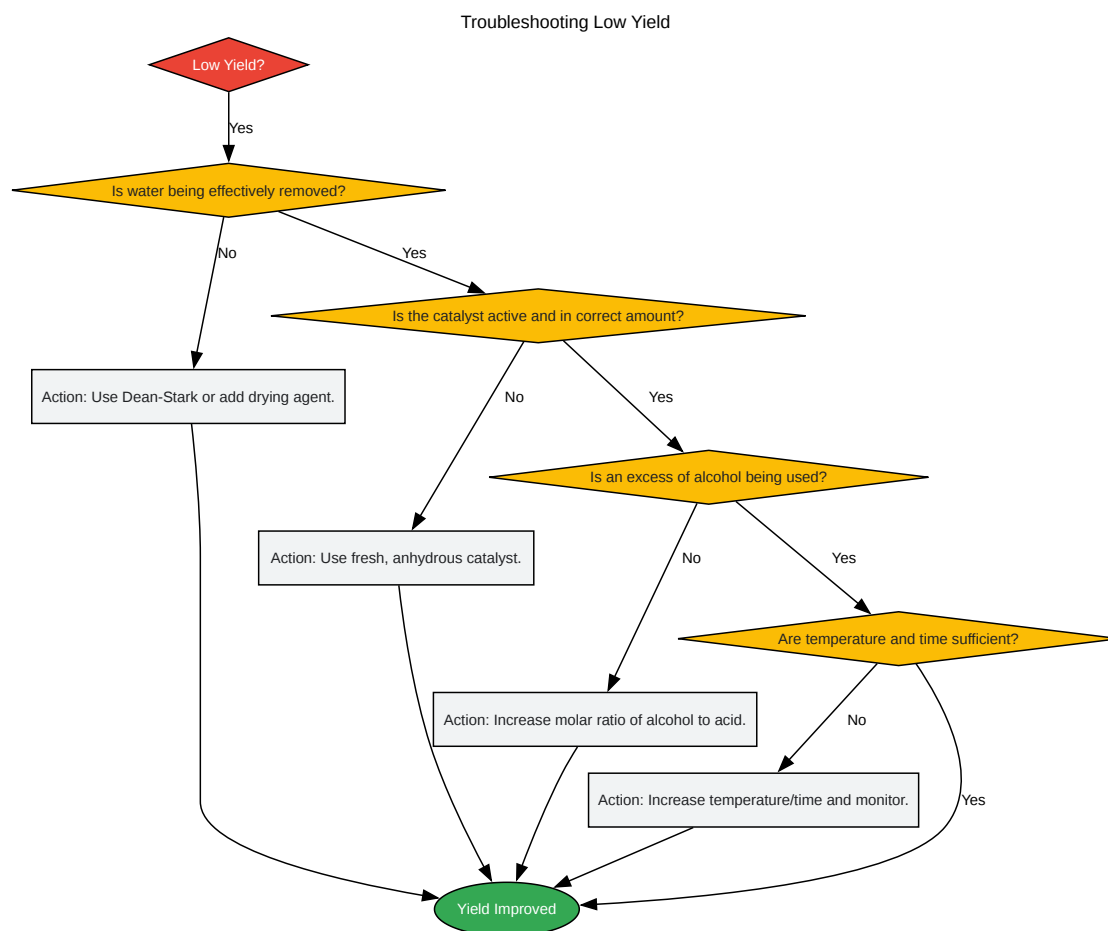 Troubleshooting Low Yield
Low Yield?
Yes
Is water being effectively removed?
No
Yes
Is the catalyst active and in correct amount?
Action: Use Dean-Stark or add drying agent.
No
Yes
Is an excess of alcohol being used?
Action: Use fresh, anhydrous catalyst.
No
Yes
Are temperature and time sufficient?
Action: Increase molar ratio of alcohol to acid.
No
Action: Increase temperature/time and monitor.
Yes
Yield Improved